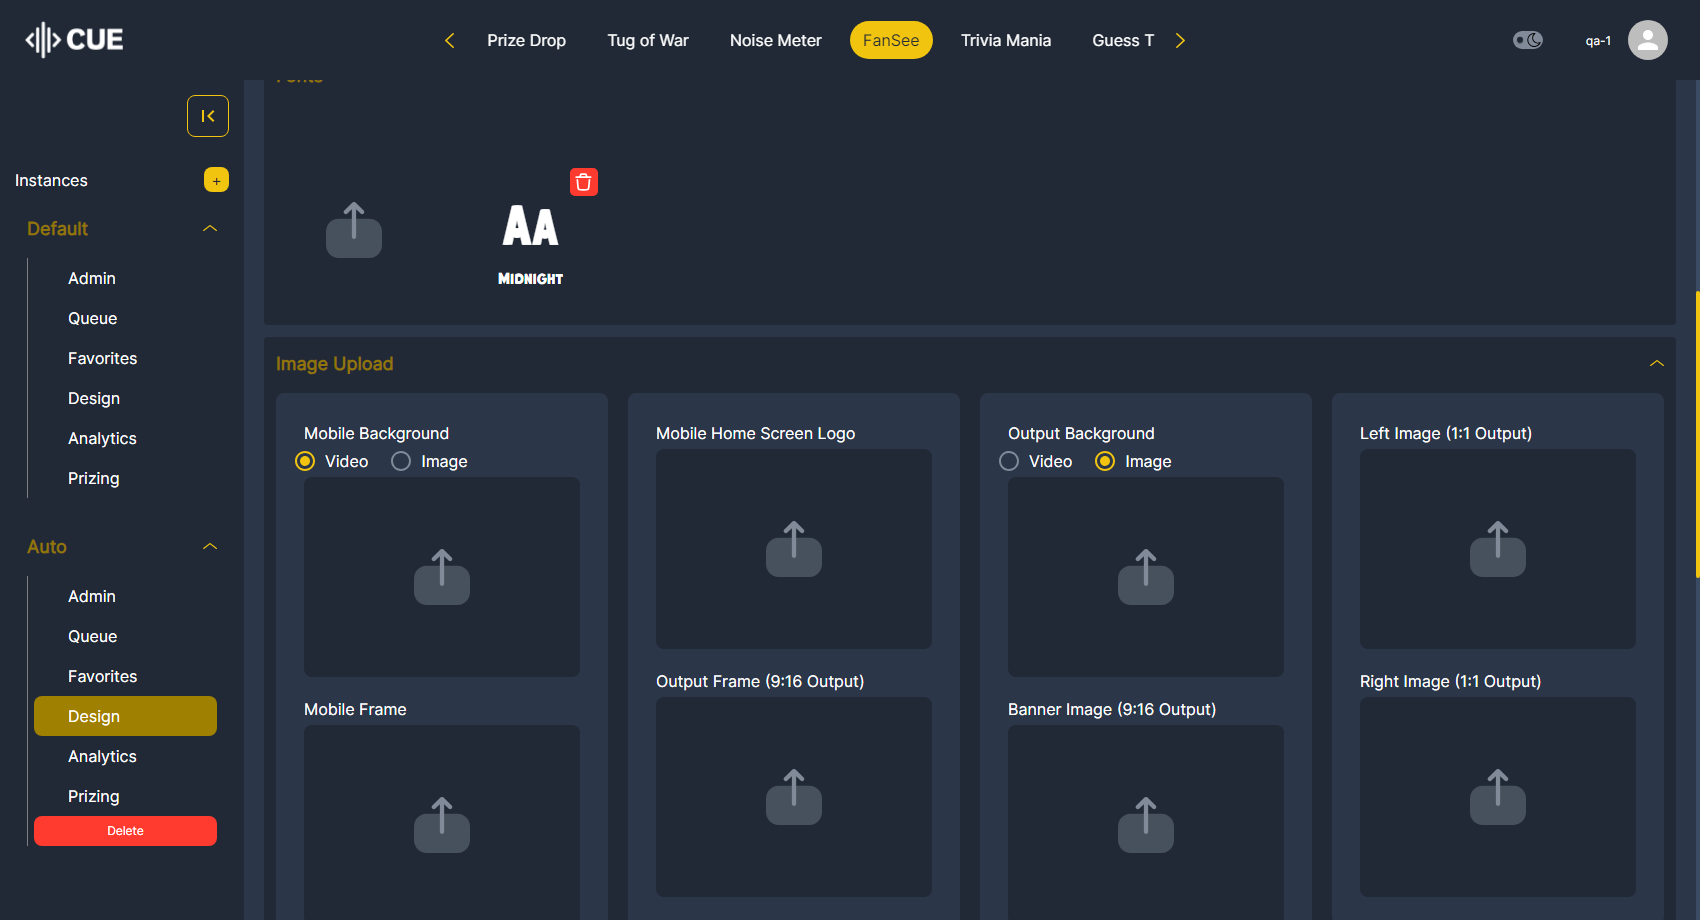 CUE
Prize Drop
Tug of War
Noise Meter
FanSee
Trivia Mania
Guess T
qa-1
Instances
+
Default
Admin
Queue
Favorites
Design
Analytics
Prizing
Auto
Admin
Queue
Favorites
Design
Analytics
Prizing
Delete
Fonts
AA
MIDNIGHT
Image Upload
Mobile Background
Video Image
Mobile Frame
Mobile Home Screen Logo
Output Frame (9:16 Output)
Output Background
Video Image
Banner Image (9:16 Output)
Left Image (1:1 Output)
Right Image (1:1 Output)